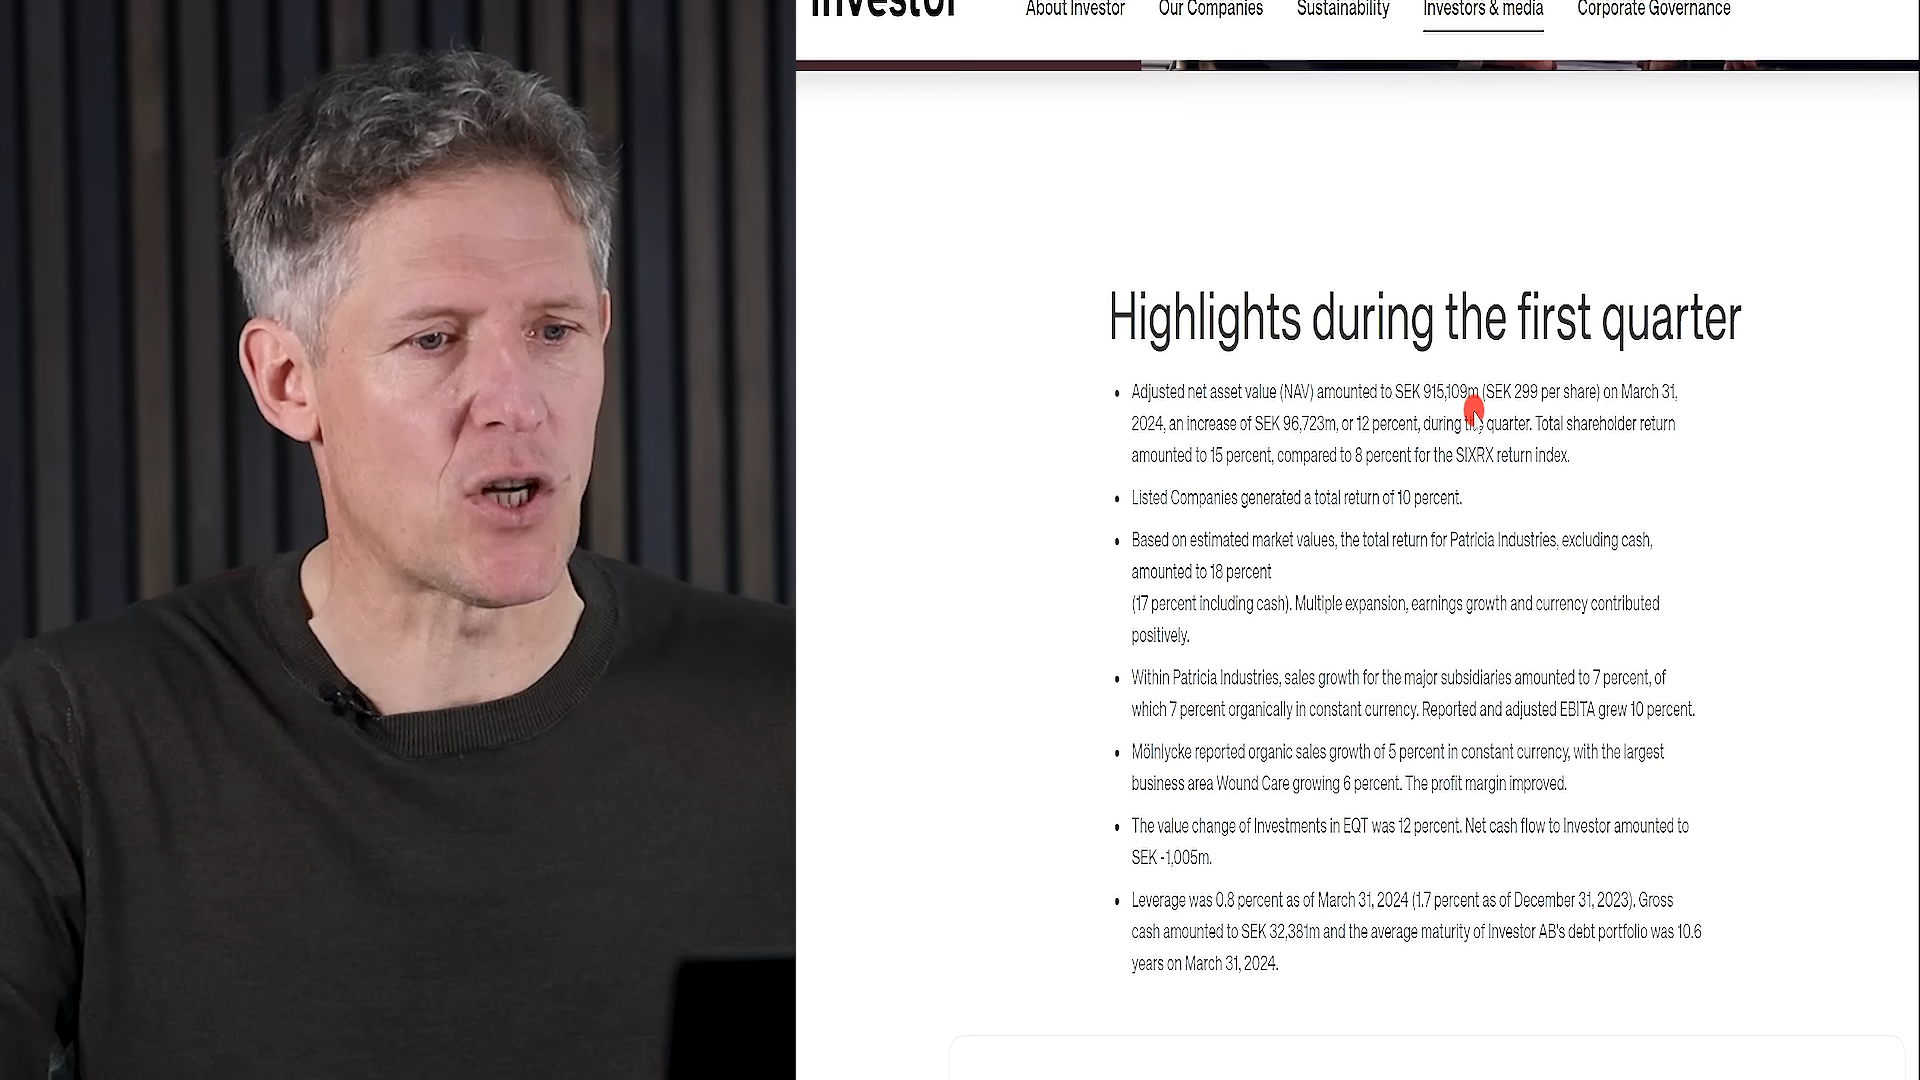 Investor
About Investor Our Companies Sustainability Investors & media Corporate Governance
Highlights during the first quarter
• Adjusted net asset value (NAV) amounted to SEK 915,109m (SEK 299 per share) on March 31,
2024, an increase of SEK 96,723m, or 12 percent, during the quarter. Total shareholder return
amounted to 15 percent, compared to 8 percent for the SIXRX return index.
• Listed Companies generated a total return of 10 percent.
• Based on estimated market values, the total return for Patricia Industries, excluding cash,
amounted to 18 percent
(17 percent including cash). Multiple expansion, earnings growth and currency contributed
positively.
• Within Patricia Industries, sales growth for the major subsidiaries amounted to 7 percent, of
which 7 percent organically in constant currency. Reported and adjusted EBITA grew 10 percent.
• Mölnlycke reported organic sales growth of 5 percent in constant currency, with the largest
business area Wound Care growing 6 percent. The profit margin improved.
• The value change of Investments in EQT was 12 percent. Net cash flow to Investor amounted to
SEK -1,005m.
• Leverage was 0.8 percent as of March 31, 2024 (1.7 percent as of December 31, 2023). Gross
cash amounted to SEK 32,381m and the average maturity of Investor AB's debt portfolio was 10.6
years on March 31, 2024.